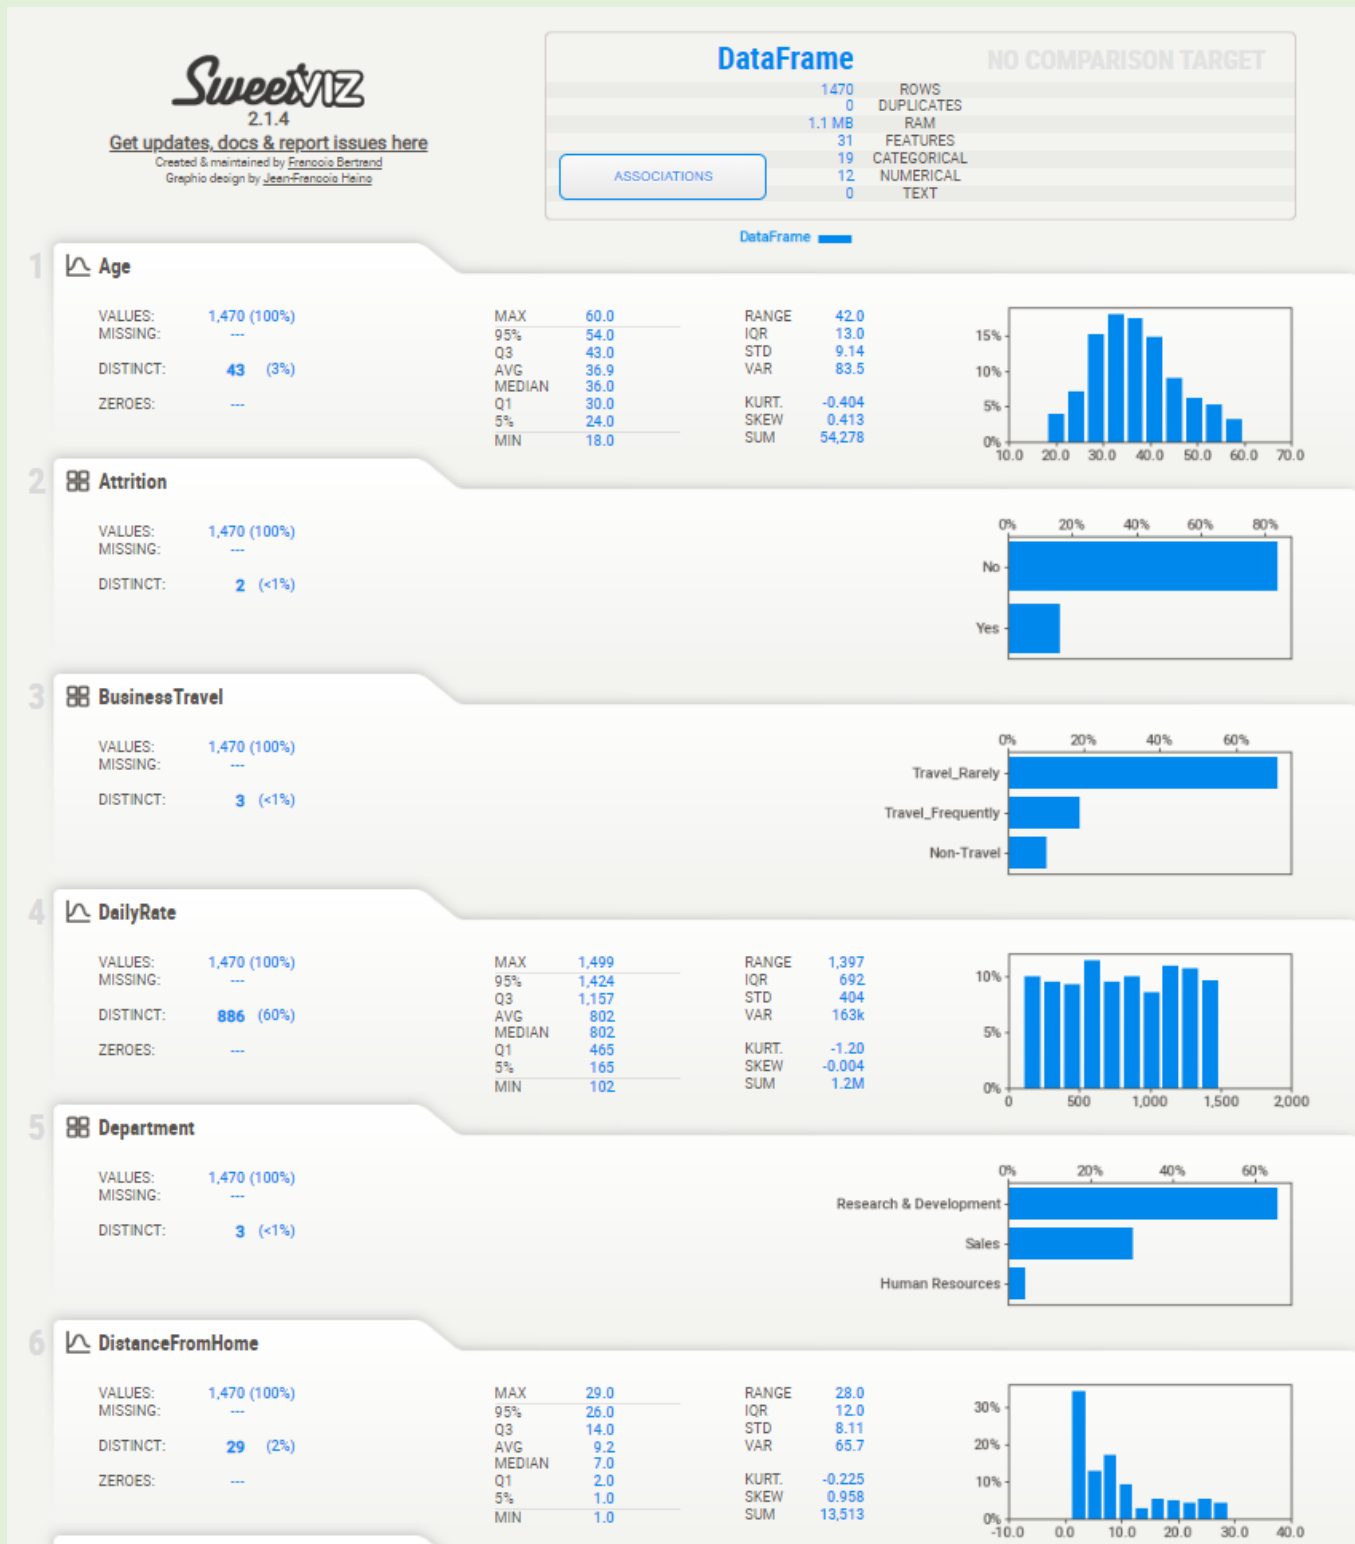 SweetVIZ
2.1.4
Get updates, docs & report issues here
Created & maintained by Francois Bertrand
Graphic design by Jean-Francois Hains
DataFrame NO COMPARISON TARGET
1470 ROWS
0 DUPLICATES
1.1 MB RAM
31 FEATURES
19 CATEGORICAL
12 NUMERICAL
0 TEXT
ASSOCIATIONS
DataFrame
1 Age
VALUES: 1,470 (100%)
MISSING: ---
DISTINCT: 43 (3%)
ZEROES: ---
MAX 60.0
95% 54.0
Q3 43.0
AVG 36.9
MEDIAN 36.0
Q1 30.0
5% 24.0
MIN 18.0
RANGE 42.0
IQR 13.0
STD 9.14
VAR 83.5
KURT. -0.404
SKEW 0.413
SUM 54,278
15%
10%
5%
0%
10.0 20.0 30.0 40.0 50.0 60.0 70.0
2 Attrition
VALUES: 1,470 (100%)
MISSING: ---
DISTINCT: 2 (<1%)
0% 20% 40% 60% 80%
No
Yes
3 BusinessTravel
VALUES: 1,470 (100%)
MISSING: ---
DISTINCT: 3 (<1%)
0% 20% 40% 60%
Travel_Rarely
Travel_Frequently
Non-Travel
4 DailyRate
VALUES: 1,470 (100%)
MISSING: ---
DISTINCT: 886 (60%)
ZEROES: ---
MAX 1,499
95% 1,424
Q3 1,157
AVG 802
MEDIAN 802
Q1 465
5% 165
MIN 102
RANGE 1,397
IQR 692
STD 404
VAR 163k
KURT. -1.20
SKEW -0.004
SUM 1.2M
10%
5%
0%
0 500 1,000 1,500 2,000
5 Department
VALUES: 1,470 (100%)
MISSING: ---
DISTINCT: 3 (<1%)
0% 20% 40% 60%
Research & Development
Sales
Human Resources
6 DistanceFromHome
VALUES: 1,470 (100%)
MISSING: ---
DISTINCT: 29 (2%)
ZEROES: ---
MAX 29.0
95% 26.0
Q3 14.0
AVG 9.2
MEDIAN 7.0
Q1 2.0
5% 1.0
MIN 1.0
RANGE 28.0
IQR 12.0
STD 8.11
VAR 65.7
KURT. -0.225
SKEW 0.958
SUM 13,513
30%
20%
10%
0%
-10.0 0.0 10.0 20.0 30.0 40.0